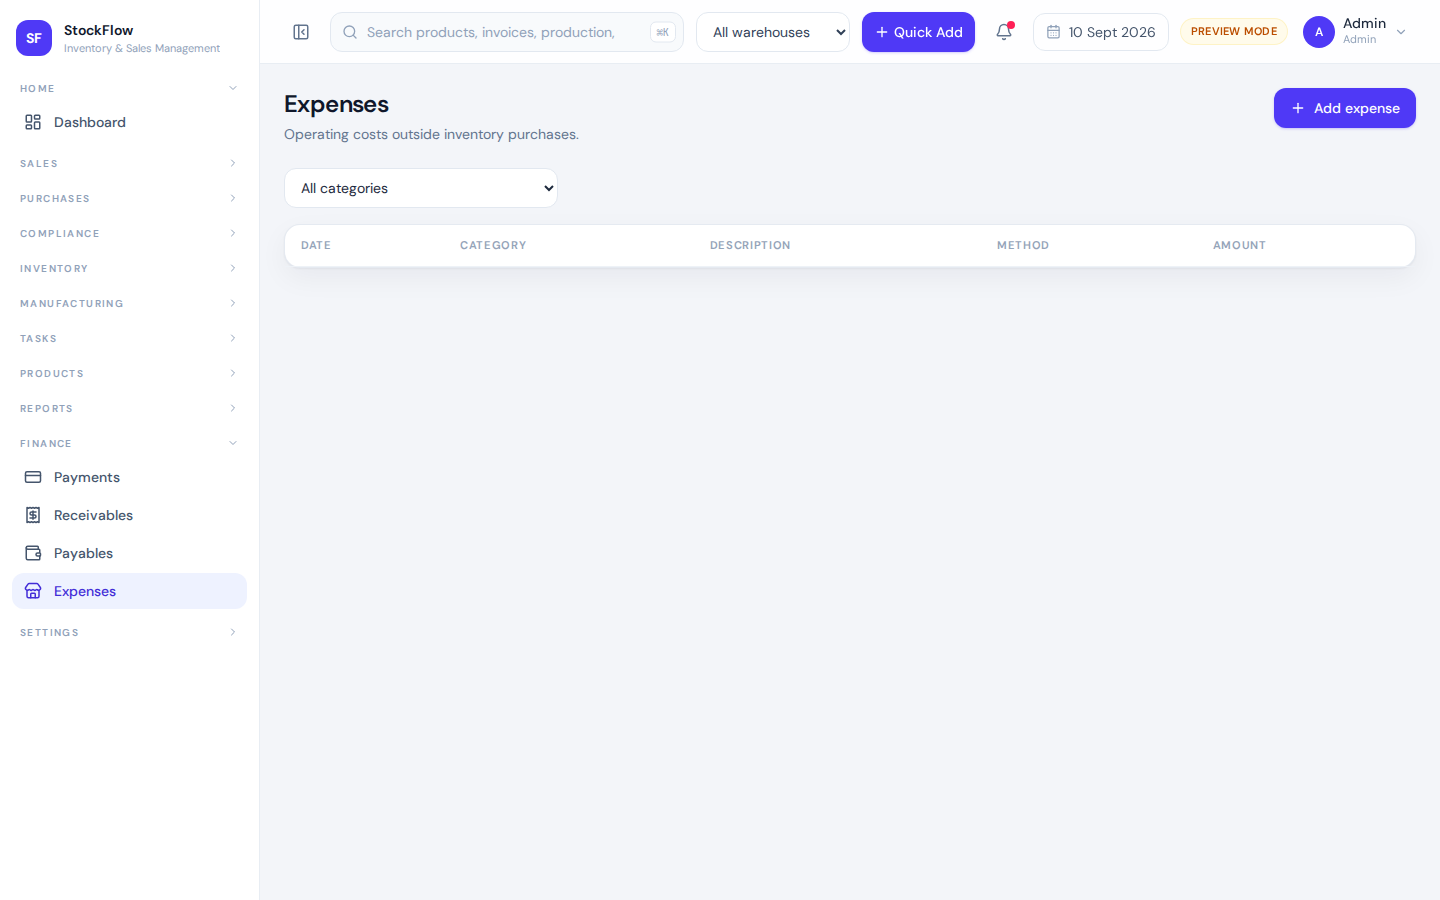 SF
StockFlow
Inventory & Sales Management
HOME
Dashboard
SALES
PURCHASES
COMPLIANCE
INVENTORY
MANUFACTURING
TASKS
PRODUCTS
REPORTS
FINANCE
Payments
Receivables
Payables
Expenses
SETTINGS
Search products, invoices, production,
⌘K
All warehouses
+ Quick Add
10 Sept 2026
PREVIEW MODE
A
Admin
Admin
Expenses
Operating costs outside inventory purchases.
+ Add expense
All categories
DATE CATEGORY DESCRIPTION METHOD AMOUNT